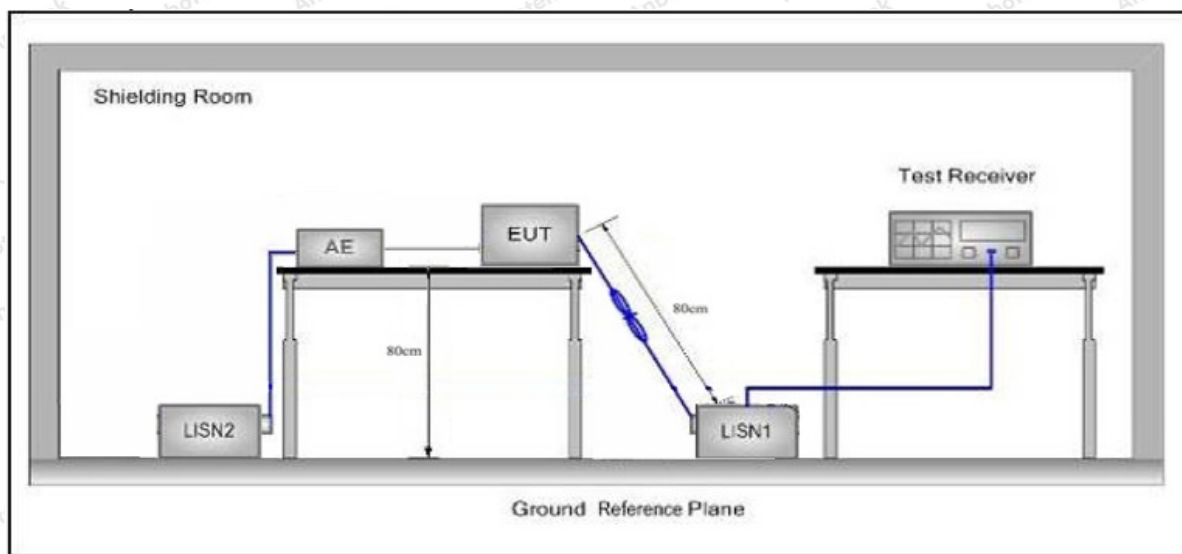 Shielding Room
Test Receiver
AE
EUT
80cm
80cm
LISN2
LISN1
Ground Reference Plane